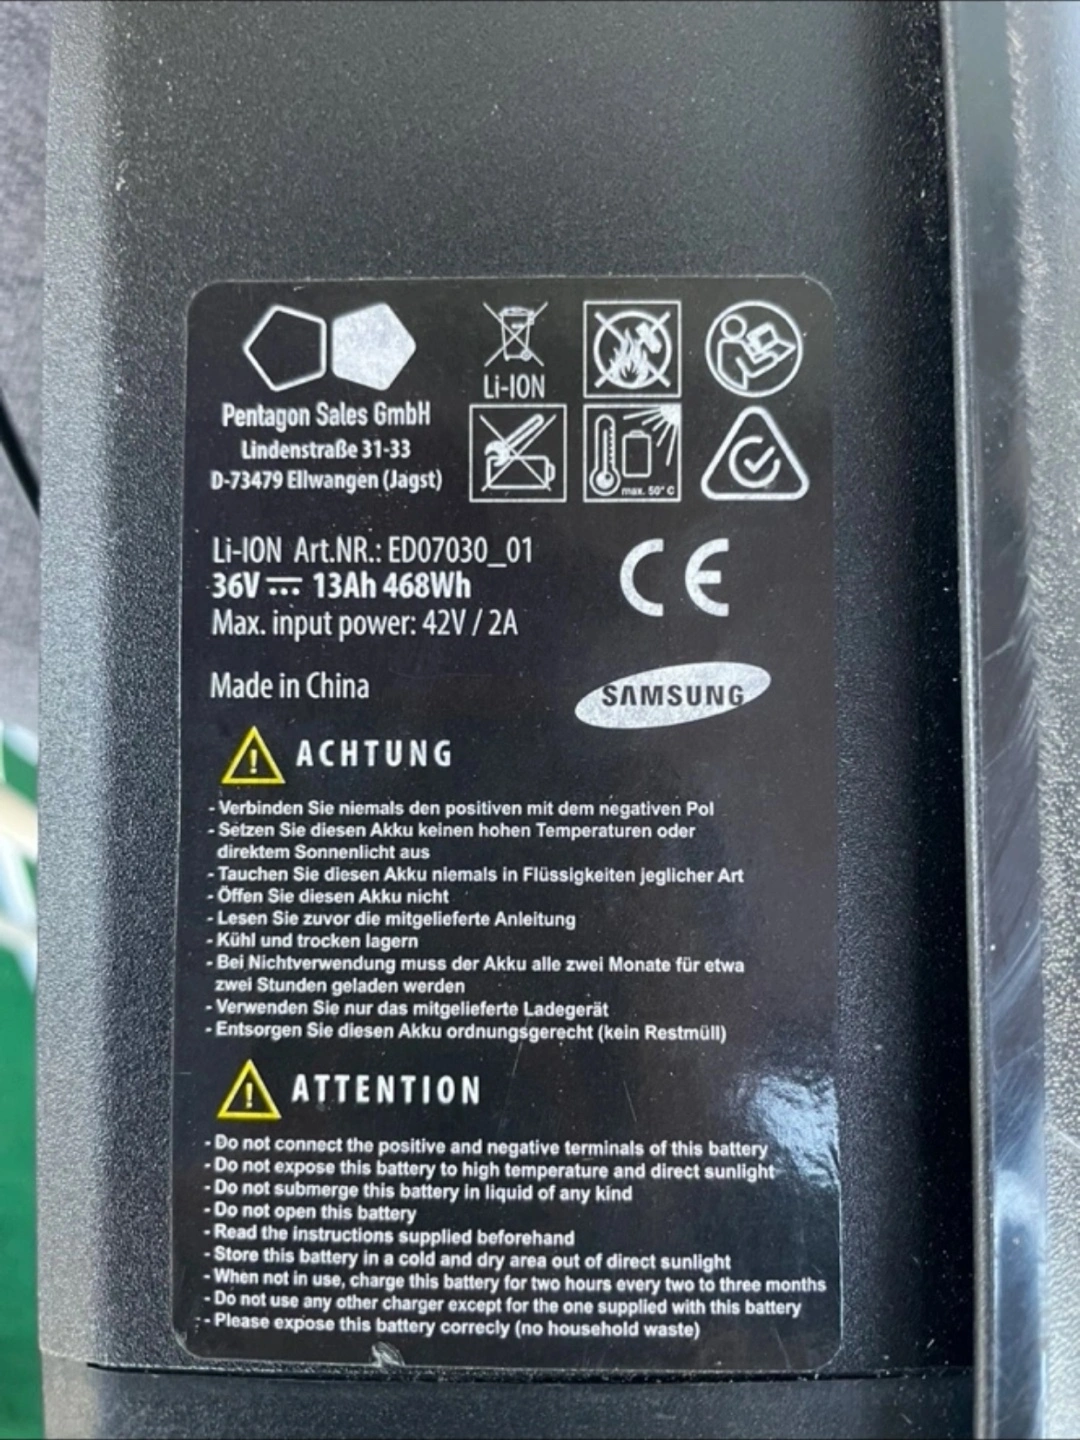 Pentagon Sales GmbH
Lindenstraße 31-33
D-73479 Ellwangen (Jagst)
Li-ION
max. 50° C
Li-ION Art.NR.: ED07030_01
36V 13Ah 468Wh
Max. input power: 42V / 2A
CE
Made in China
SAMSUNG
ACHTUNG
- Verbinden Sie niemals den positiven mit dem negativen Pol
- Setzen Sie diesen Akku keinen hohen Temperaturen oder
direktem Sonnenlicht aus
- Tauchen Sie diesen Akku niemals in Flüssigkeiten jeglicher Art
- Öffen Sie diesen Akku nicht
- Lesen Sie zuvor die mitgelieferte Anleitung
- Kühl und trocken lagern
- Bei Nichtverwendung muss der Akku alle zwei Monate für etwa
zwei Stunden geladen werden
- Verwenden Sie nur das mitgelieferte Ladegerät
- Entsorgen Sie diesen Akku ordnungsgerecht (kein Restmüll)
ATTENTION
- Do not connect the positive and negative terminals of this battery
- Do not expose this battery to high temperature and direct sunlight
- Do not submerge this battery in liquid of any kind
- Do not open this battery
- Read the instructions supplied beforehand
- Store this battery in a cold and dry area out of direct sunlight
- When not in use, charge this battery for two hours every two to three months
- Do not use any other charger except for the one supplied with this battery
- Please expose this battery correcly (no household waste)